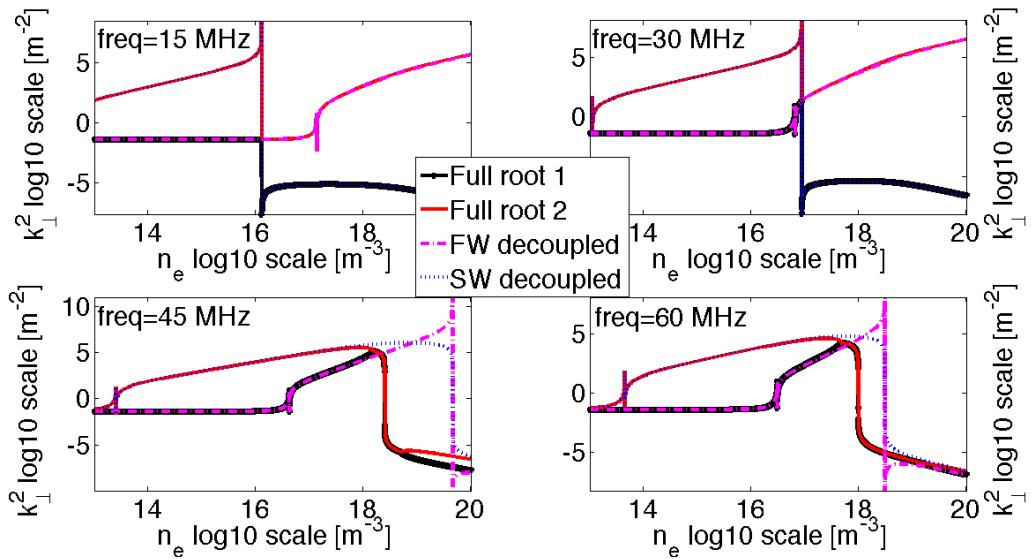 freq=15 MHz
k⊥² log10 scale [m⁻²]
5
0
-5
14 16 18 20
nₑ log10 scale [m⁻³]
freq=30 MHz
5
0
-5
k⊥² log10 scale [m⁻²]
14 16 18 20
nₑ log10 scale [m⁻³]
Full root 1
Full root 2
FW decoupled
SW decoupled
freq=45 MHz
k⊥² log10 scale [m⁻²]
10
5
0
-5
14 16 18 20
nₑ log10 scale [m⁻³]
freq=60 MHz
5
0
-5
k⊥² log10 scale [m⁻²]
14 16 18 20
nₑ log10 scale [m⁻³]